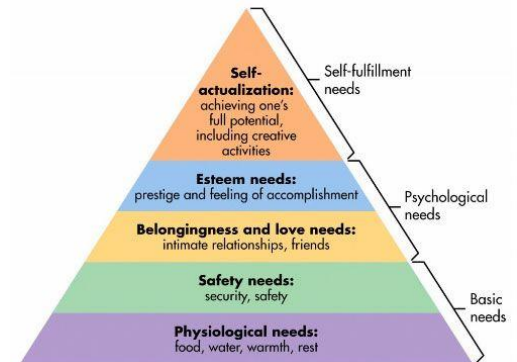 Self-
actualization:
achieving one's
full potential,
including creative
activities
Self-fulfillment
needs
Esteem needs:
prestige and feeling of accomplishment
Psychological
needs
Belongingness and love needs:
intimate relationships, friends
Safety needs:
security, safety
Basic
needs
Physiological needs:
food, water, warmth, rest